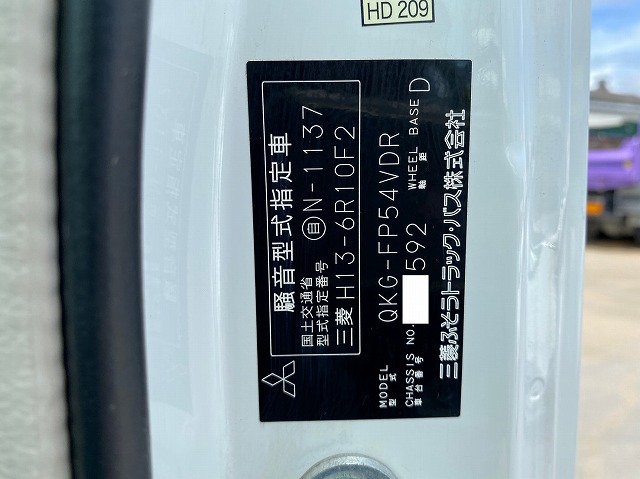 HD 209
騒音型式指定車
国土交通省
型式指定番号 自N-1137
三菱 H13-6R10F2
MODEL
型式 QKG-FP54VDR
CHASSIS NO. 592 WHEEL BASE D
車台番号 軸距
三菱ふそうトラック・バス株式会社